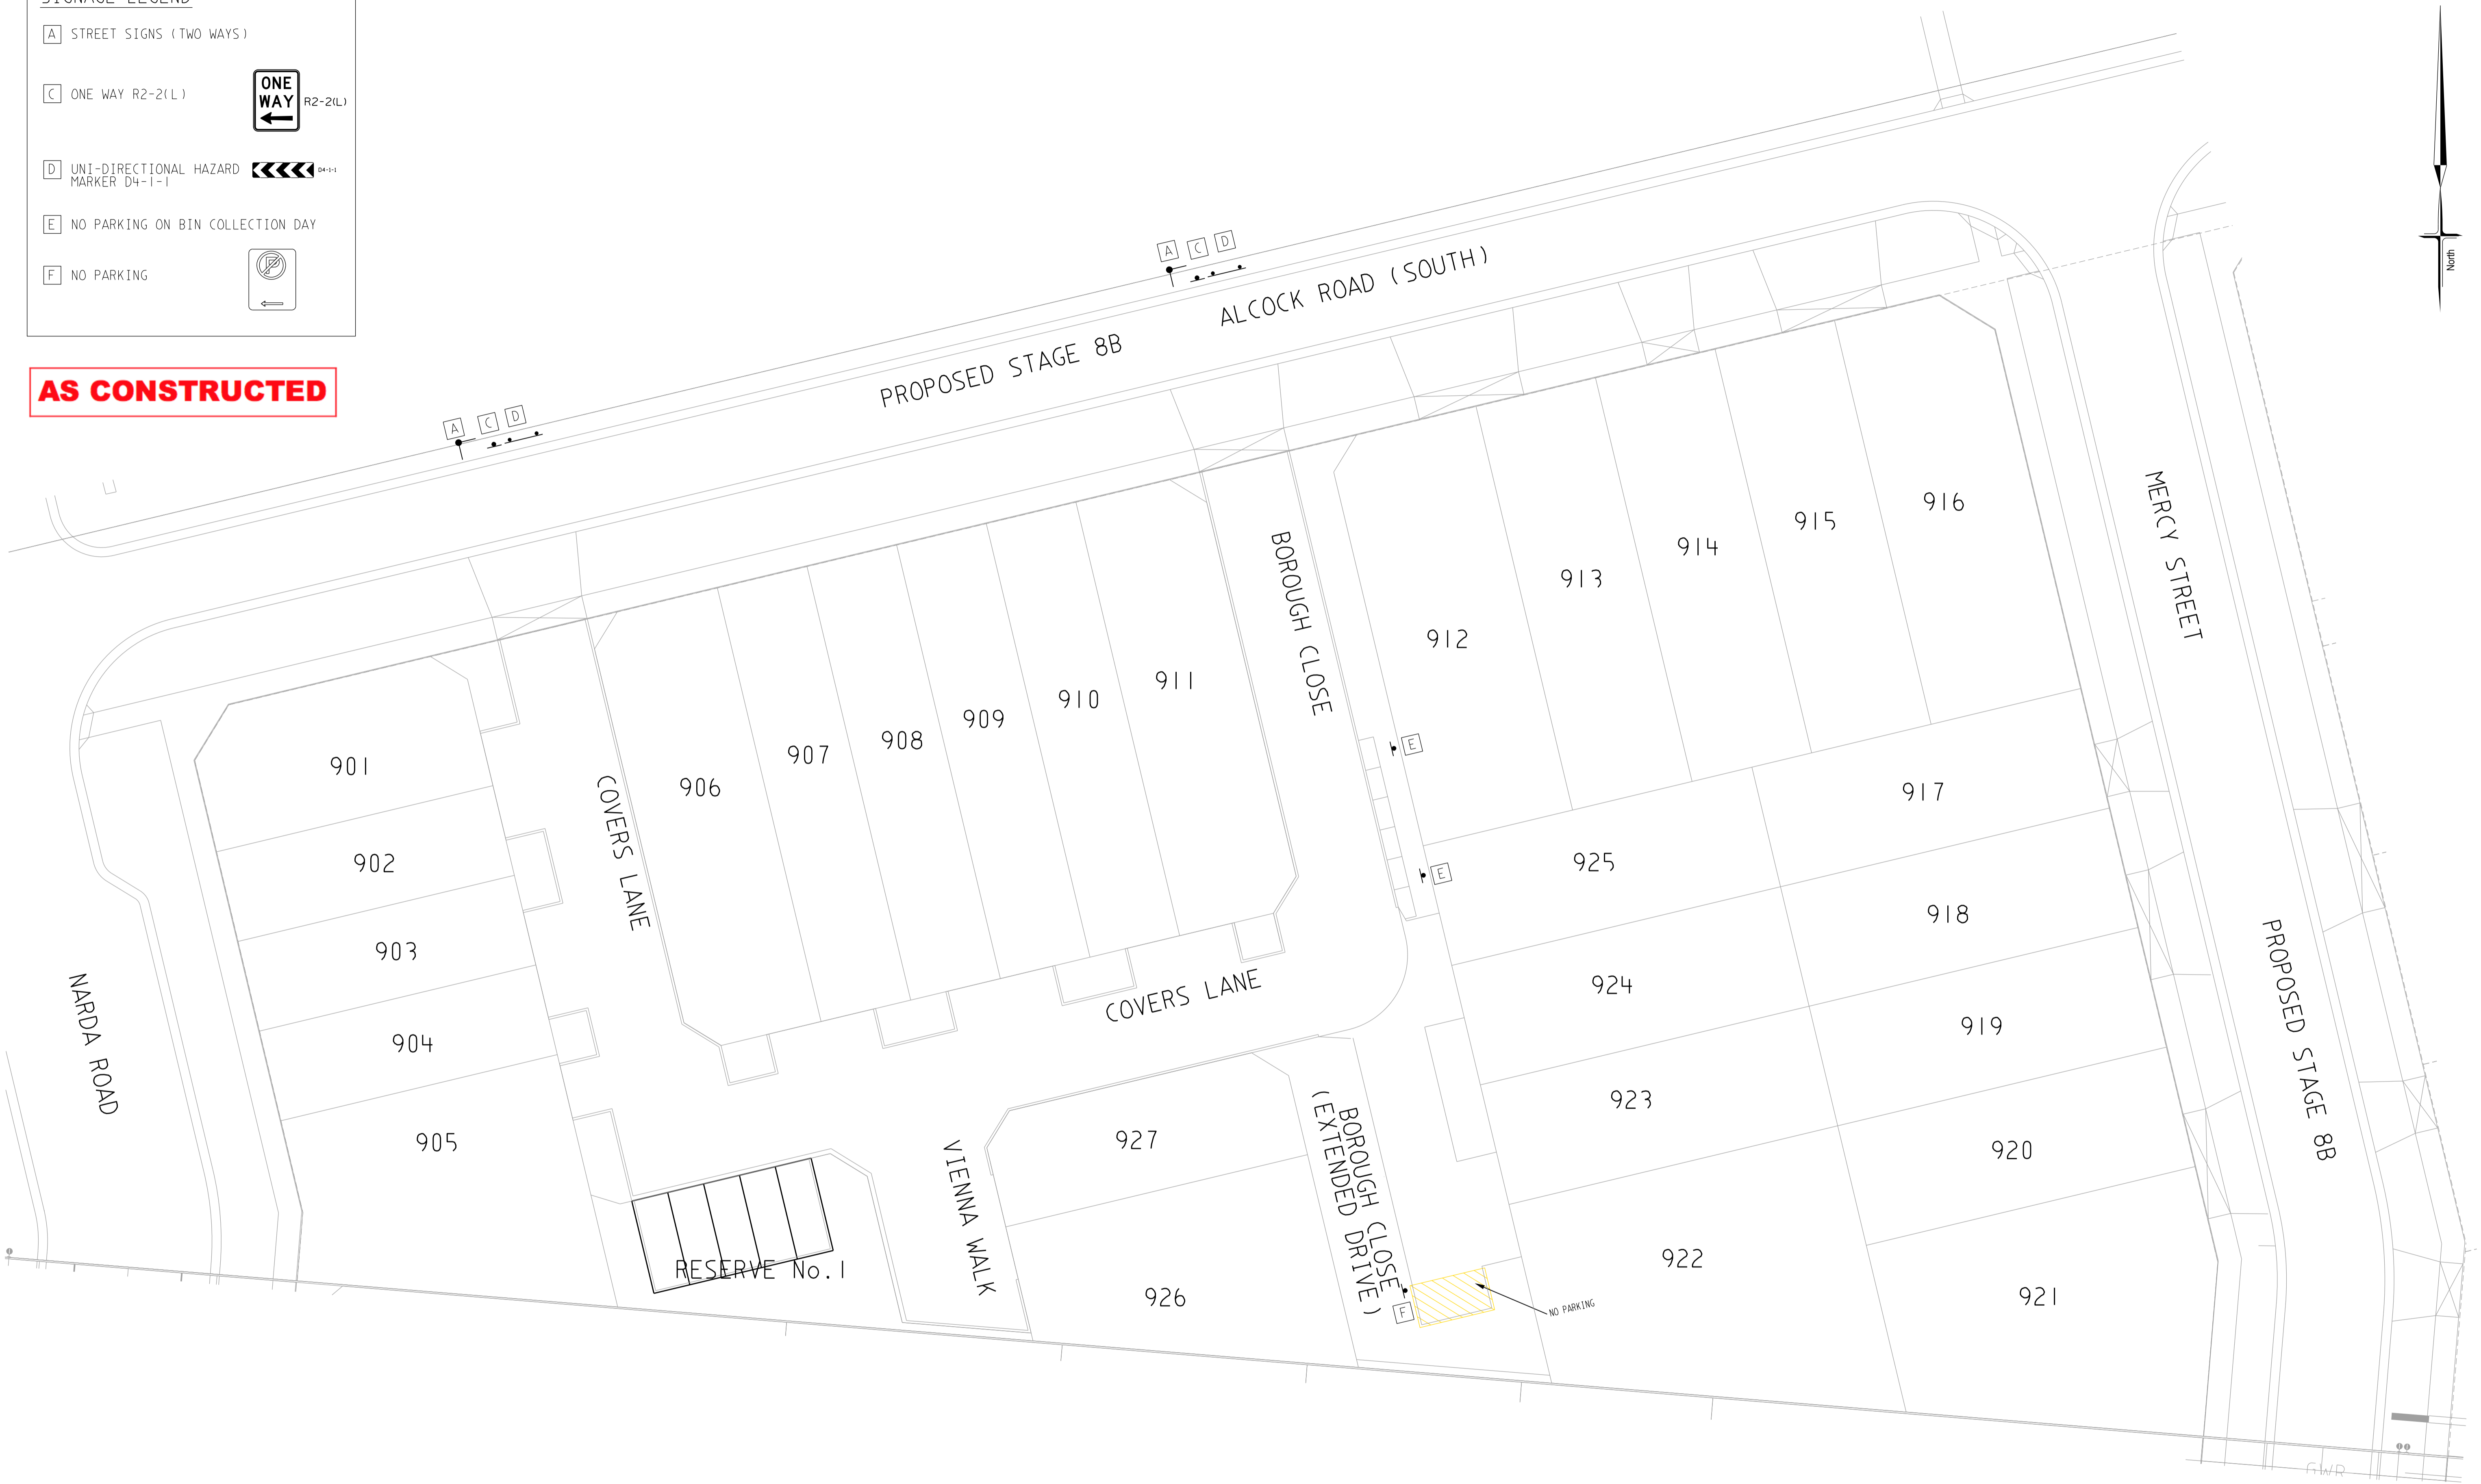 SIGNAGE LEGEND
A STREET SIGNS (TWO WAYS)
C ONE WAY R2-2(L)
ONE
WAY
R2-2(L)
D UNI-DIRECTIONAL HAZARD
MARKER D4-1-1
D4-1-1
E NO PARKING ON BIN COLLECTION DAY
F NO PARKING
P
AS CONSTRUCTED
North
A C D
A C D
PROPOSED STAGE 8B
ALCOCK ROAD (SOUTH)
MERCY STREET
PROPOSED STAGE 8B
NARDA ROAD
COVERS LANE
COVERS LANE
BOROUGH CLOSE
BOROUGH CLOSE
(EXTENDED DRIVE)
VIENNA WALK
RESERVE No.1
901
902
903
904
905
906
907
908
909
910
911
912
913
914
915
916
917
918
919
920
921
922
923
924
925
926
927
E
E
F
NO PARKING
GWR